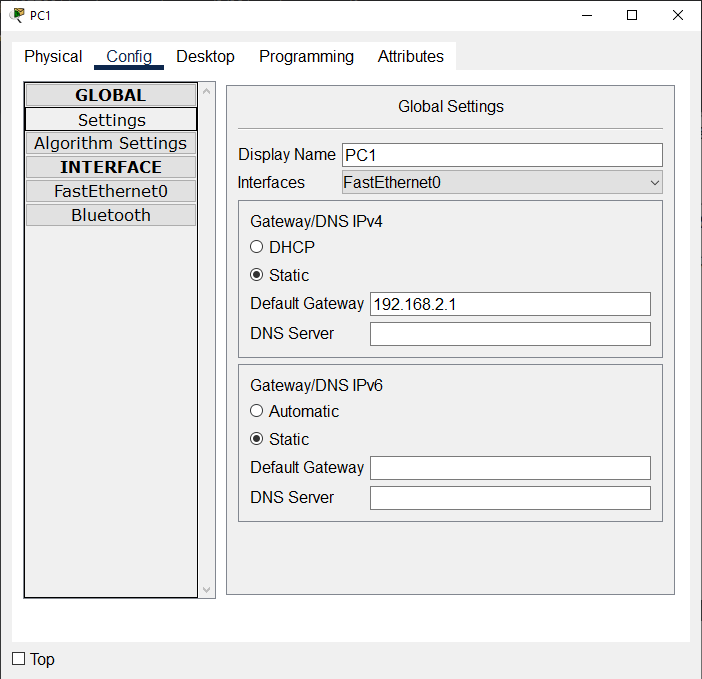 PC1
Physical Config Desktop Programming Attributes
GLOBAL
Settings
Algorithm Settings
INTERFACE
FastEthernet0
Bluetooth
Global Settings
Display Name PC1
Interfaces FastEthernet0
Gateway/DNS IPv4
DHCP
Static
Default Gateway 192.168.2.1
DNS Server
Gateway/DNS IPv6
Automatic
Static
Default Gateway
DNS Server
Top